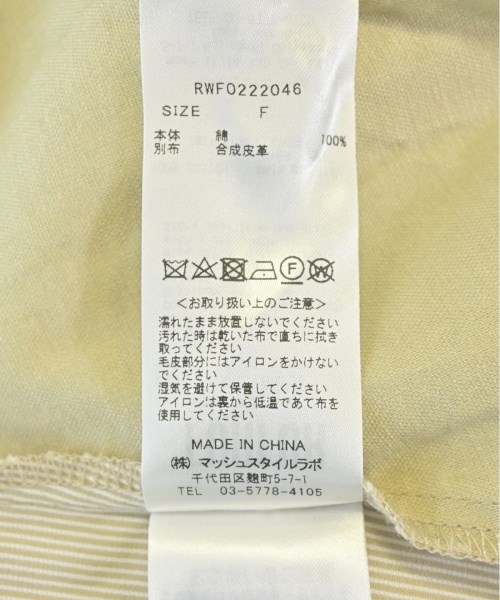 RWFO222046
SIZE F
本体 綿 100%
別布 合成皮革
F
W
<お取り扱い上のご注意>
濡れたまま放置しないでください
汚れた時は乾いた布で直ちに拭き
取ってください
毛皮部分にはアイロンをかけない
でください
湿気を避けて保管してください
アイロンは裏から低温であて布を
使用してください
MADE IN CHINA
(株) マッシュスタイルラボ
千代田区麹町5-7-1
TEL 03-5778-4105